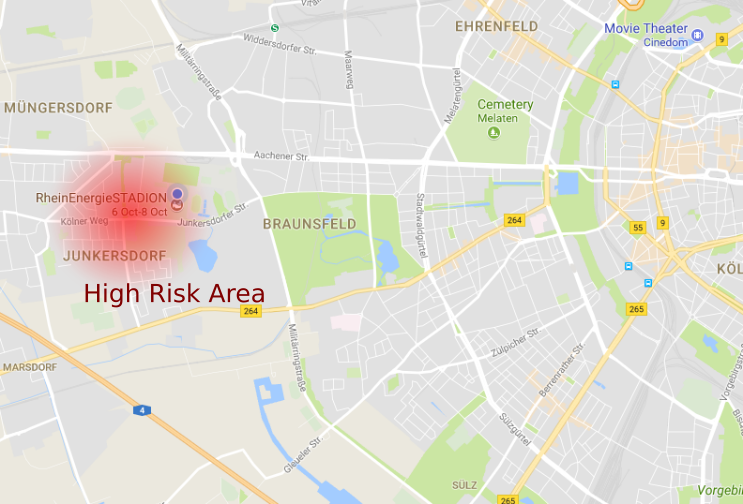 EHRENFELD
Movie Theater
Cinedom
9
S
Widdersdorfer Str.
Militärringstraße
Maarweg
Melatengürtel
Cemetery
Melaten
MÜNGERSDORF
Aachener Str.
RheinEnergieSTADION
6 Oct-8 Oct
Kölner Weg
Junkersdorfer Str.
BRAUNSFELD
Stadtwaldgürtel
264
55
9
JUNKERSDORF
KÖL
High Risk Area
264
265
MARSDORF
Militärringstraße
Zülpicher Str.
Berrenrather Str.
Vorgebirgstr
4
Gleueler Str.
Sülzgürtel
SÜLZ
265
Vorgebi